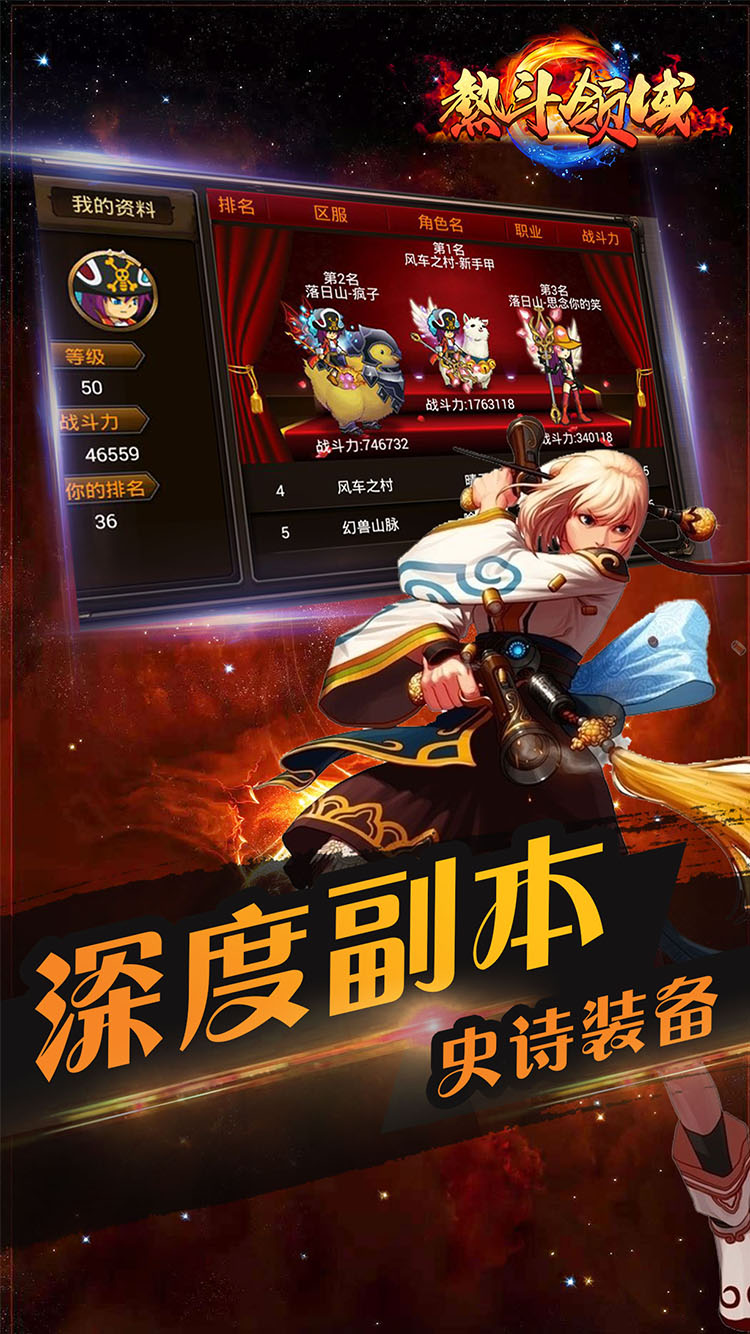 熱斗领域
我的资料
等级
50
战斗力
46559
你的排名
36
排名 区服 角色名 职业 战斗力
第1名
风车之村-新手甲
战斗力:1763118
第2名
落日山-疯子
战斗力:746732
第3名
落日山-思念你的笑
战斗力:340118
4 风车之村
5 幻兽山脉
深度副本
史诗装备